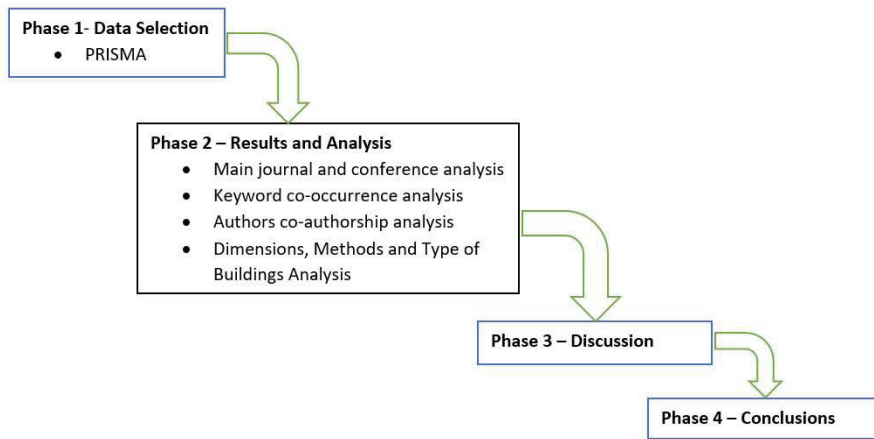 Phase 1- Data Selection
• PRISMA
Phase 2 – Results and Analysis
• Main journal and conference analysis
• Keyword co-occurrence analysis
• Authors co-authorship analysis
• Dimensions, Methods and Type of
Buildings Analysis
Phase 3 – Discussion
Phase 4 – Conclusions